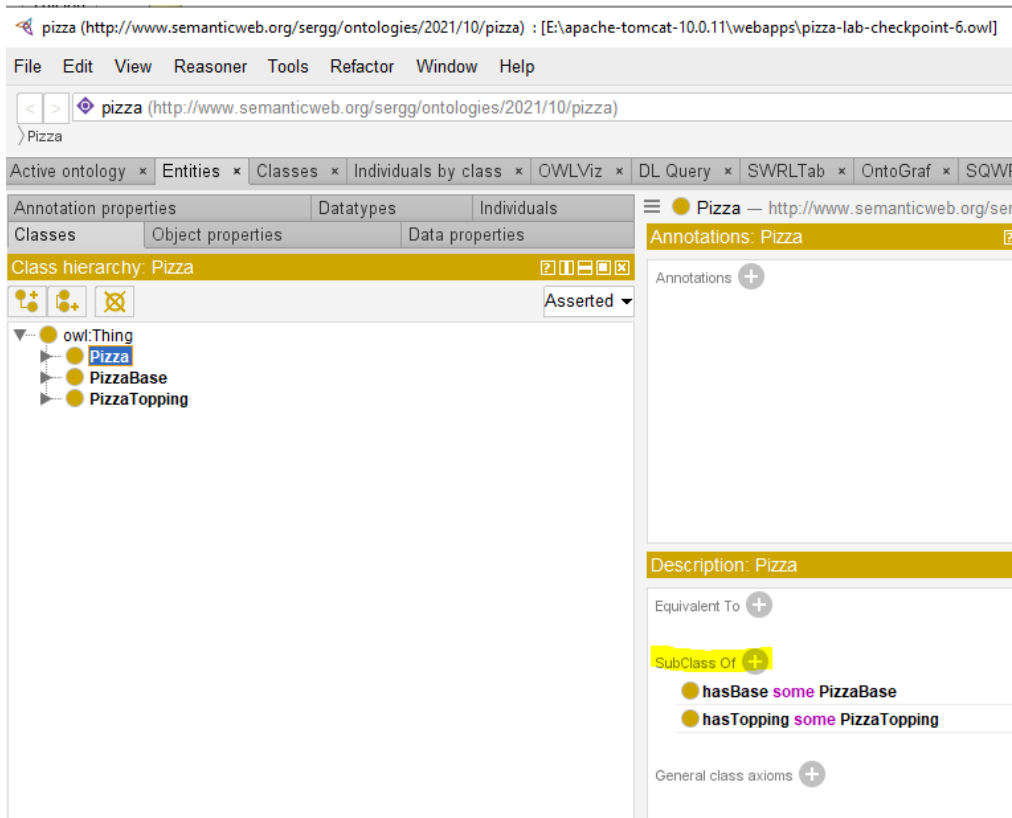 pizza (http://www.semanticweb.org/sergg/ontologies/2021/10/pizza) : [E:\apache-tomcat-10.0.11\webapps\pizza-lab-checkpoint-6.owl]
File Edit View Reasoner Tools Refactor Window Help
< > pizza (http://www.semanticweb.org/sergg/ontologies/2021/10/pizza)
Pizza
Active ontology × Entities × Classes × Individuals by class × OWLViz × DL Query × SWRLTab × OntoGraf ×
Annotation properties Datatypes Individuals
Classes Object properties Data properties
Class hierarchy: Pizza
Asserted
owl:Thing
Pizza
PizzaBase
PizzaTopping
Pizza — http://www.semanticweb.org/ser
Annotations: Pizza
Annotations
Description: Pizza
Equivalent To
SubClass Of
hasBase some PizzaBase
hasTopping some PizzaTopping
General class axioms